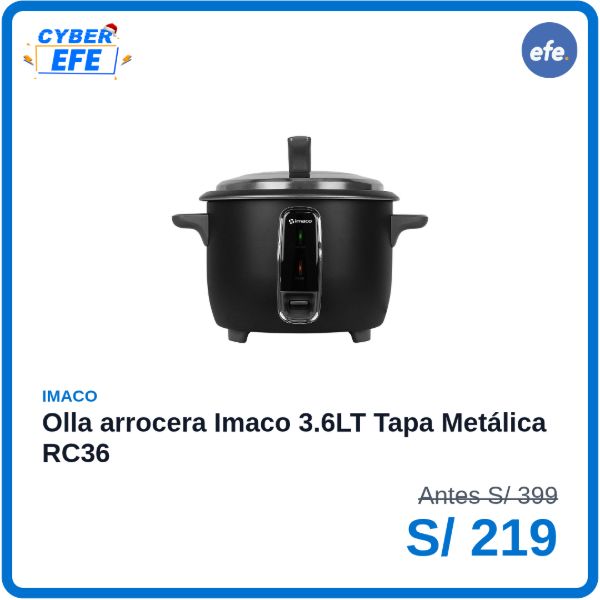 CYBER
EFE
efe.
imaco
IMACO
Olla arrocera Imaco 3.6LT Tapa Metálica
RC36
Antes S/ 399
S/ 219